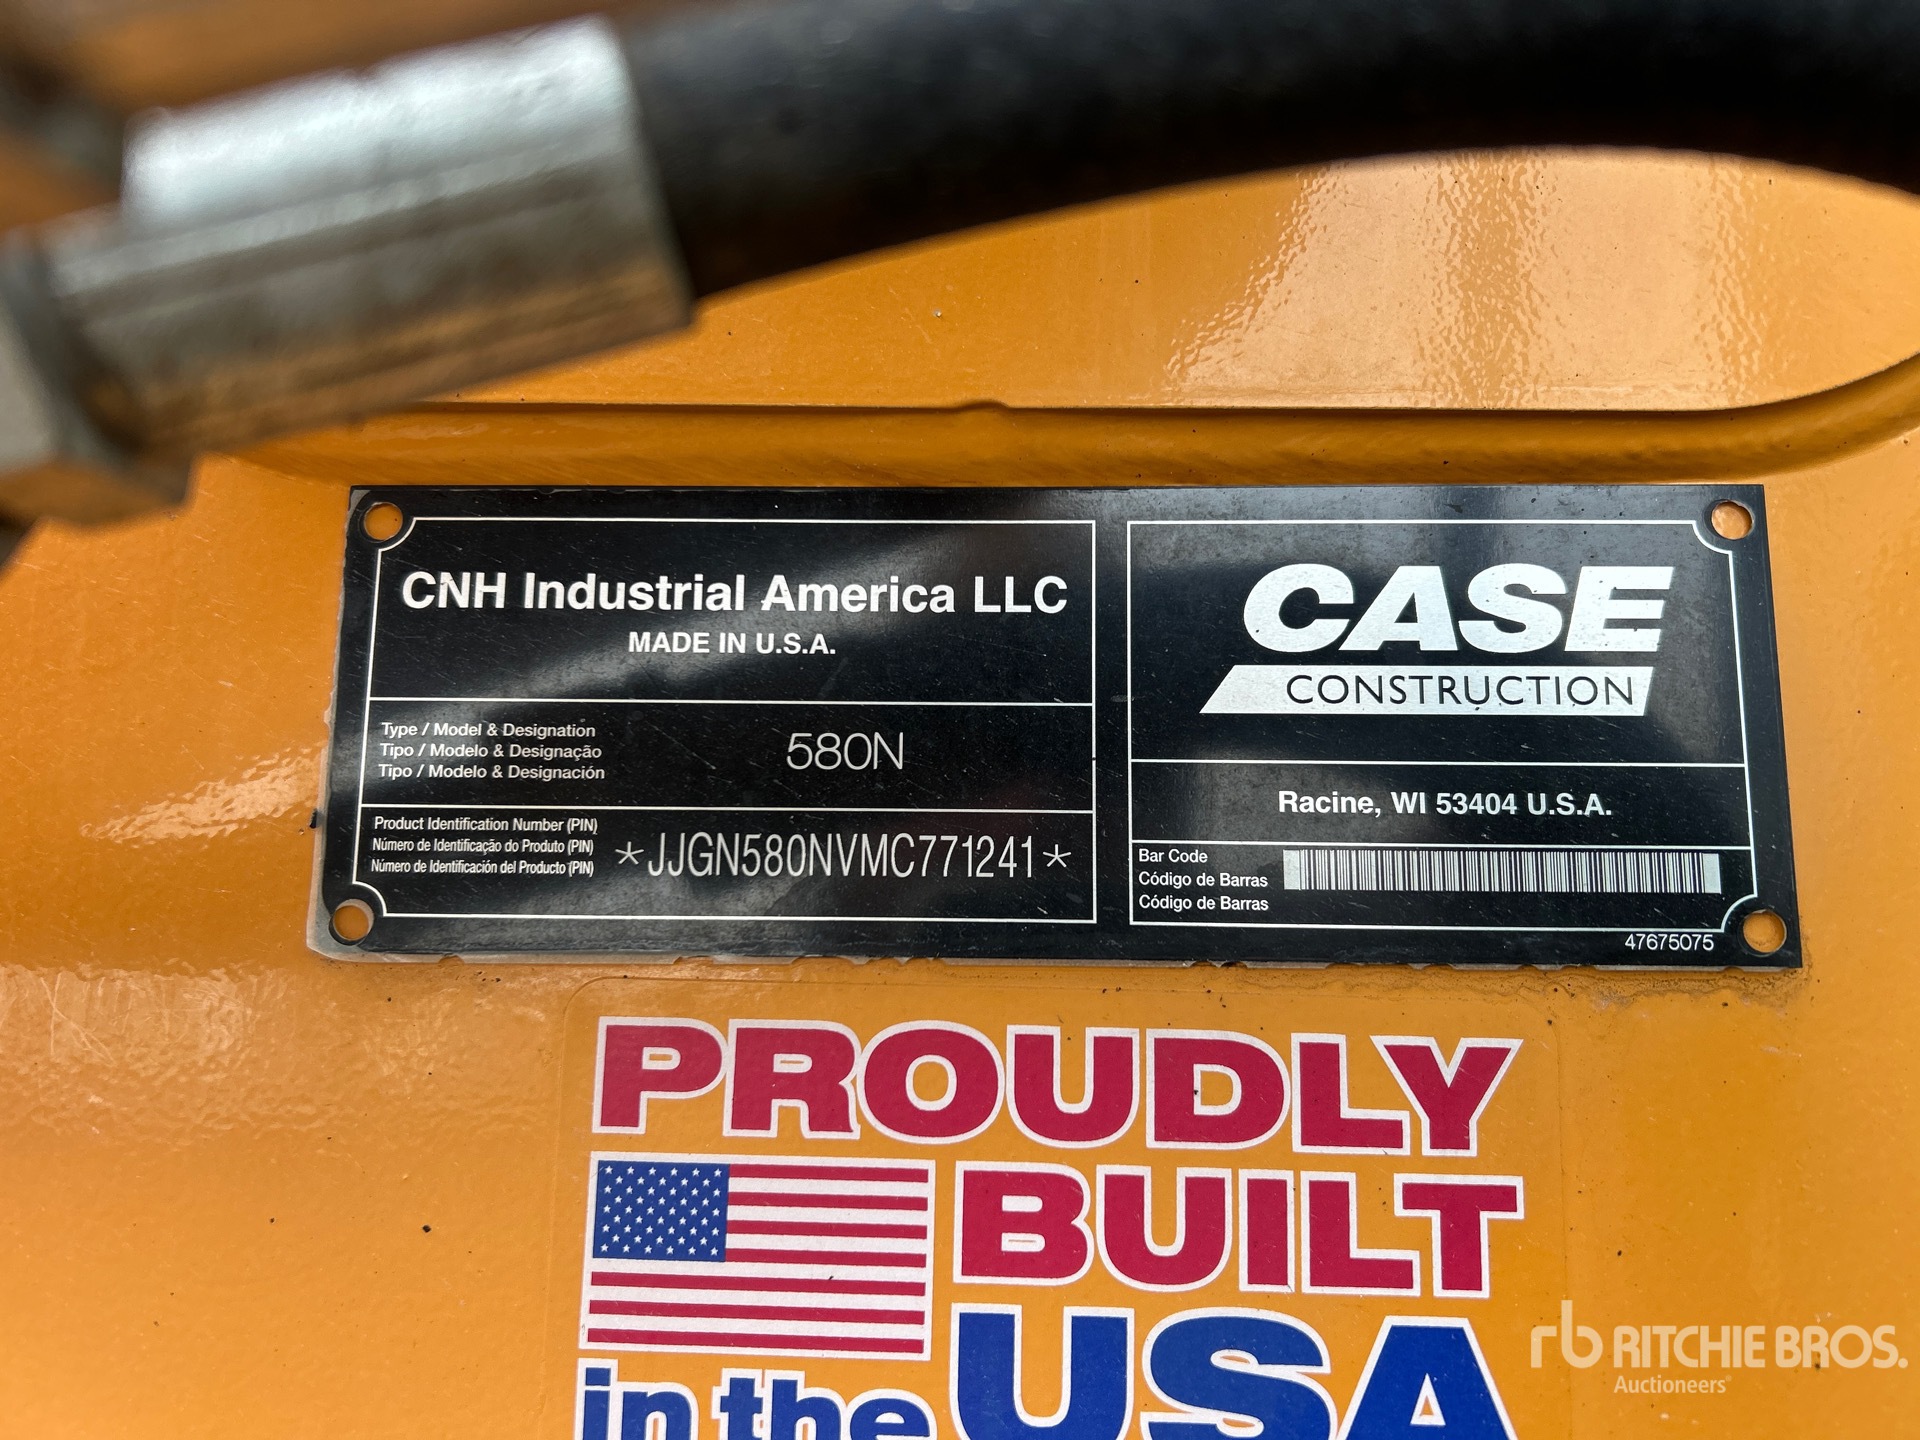 CNH Industrial America LLC
MADE IN U.S.A.
Type / Model & Designation
Tipo / Modelo & Designação
Tipo / Modelo & Designación
580N
Product Identification Number (PIN)
Número de Identificação do Produto (PIN)
Número de Identificación del Producto (PIN)
*JJGN580NVMC771241*
CASE
CONSTRUCTION
Racine, WI 53404 U.S.A.
Bar Code
Código de Barras
Código de Barras
47675075
PROUDLY
BUILT
in the USA
rb RITCHIE BROS.
Auctioneers